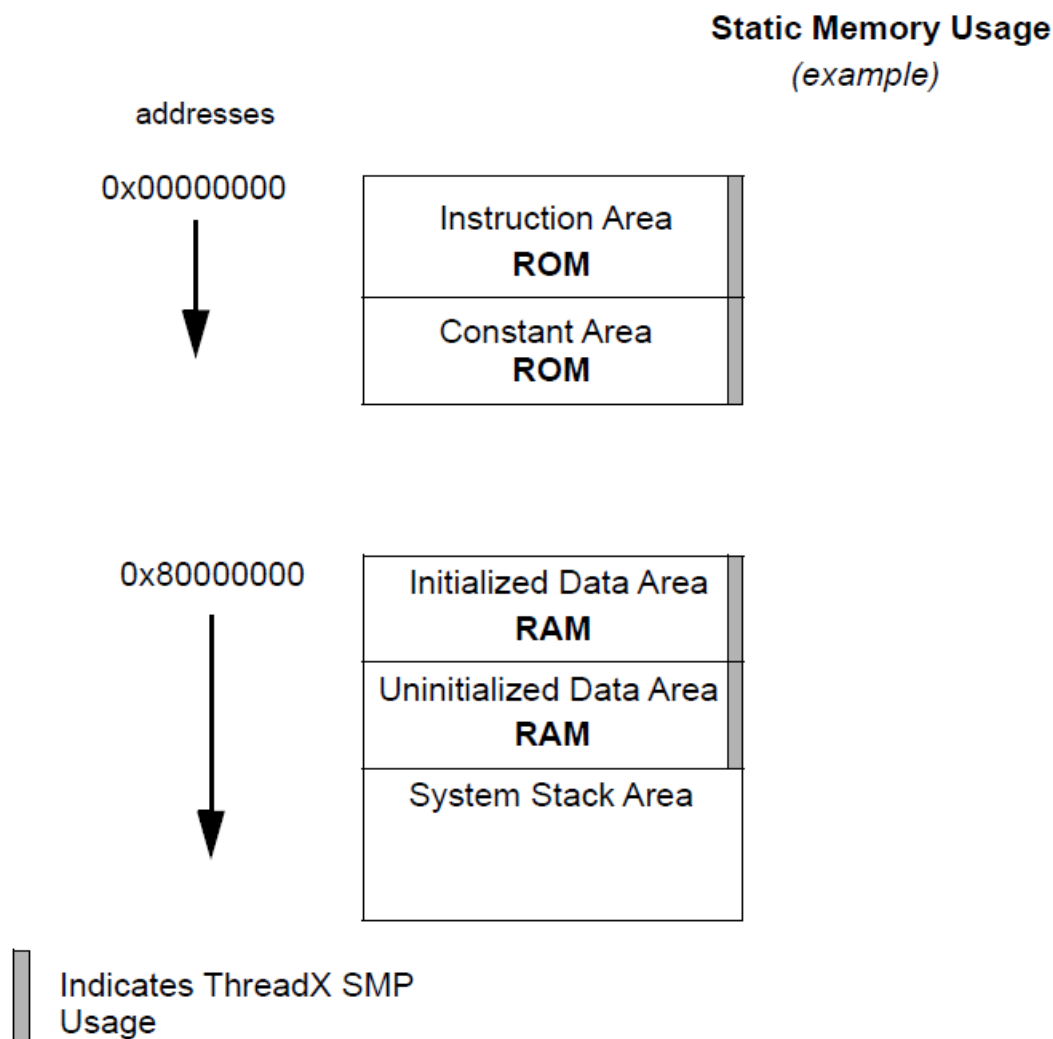 Static Memory Usage
(example)
addresses
0x00000000
Instruction Area
ROM
Constant Area
ROM
0x80000000
Initialized Data Area
RAM
Uninitialized Data Area
RAM
System Stack Area
Indicates ThreadX SMP
Usage